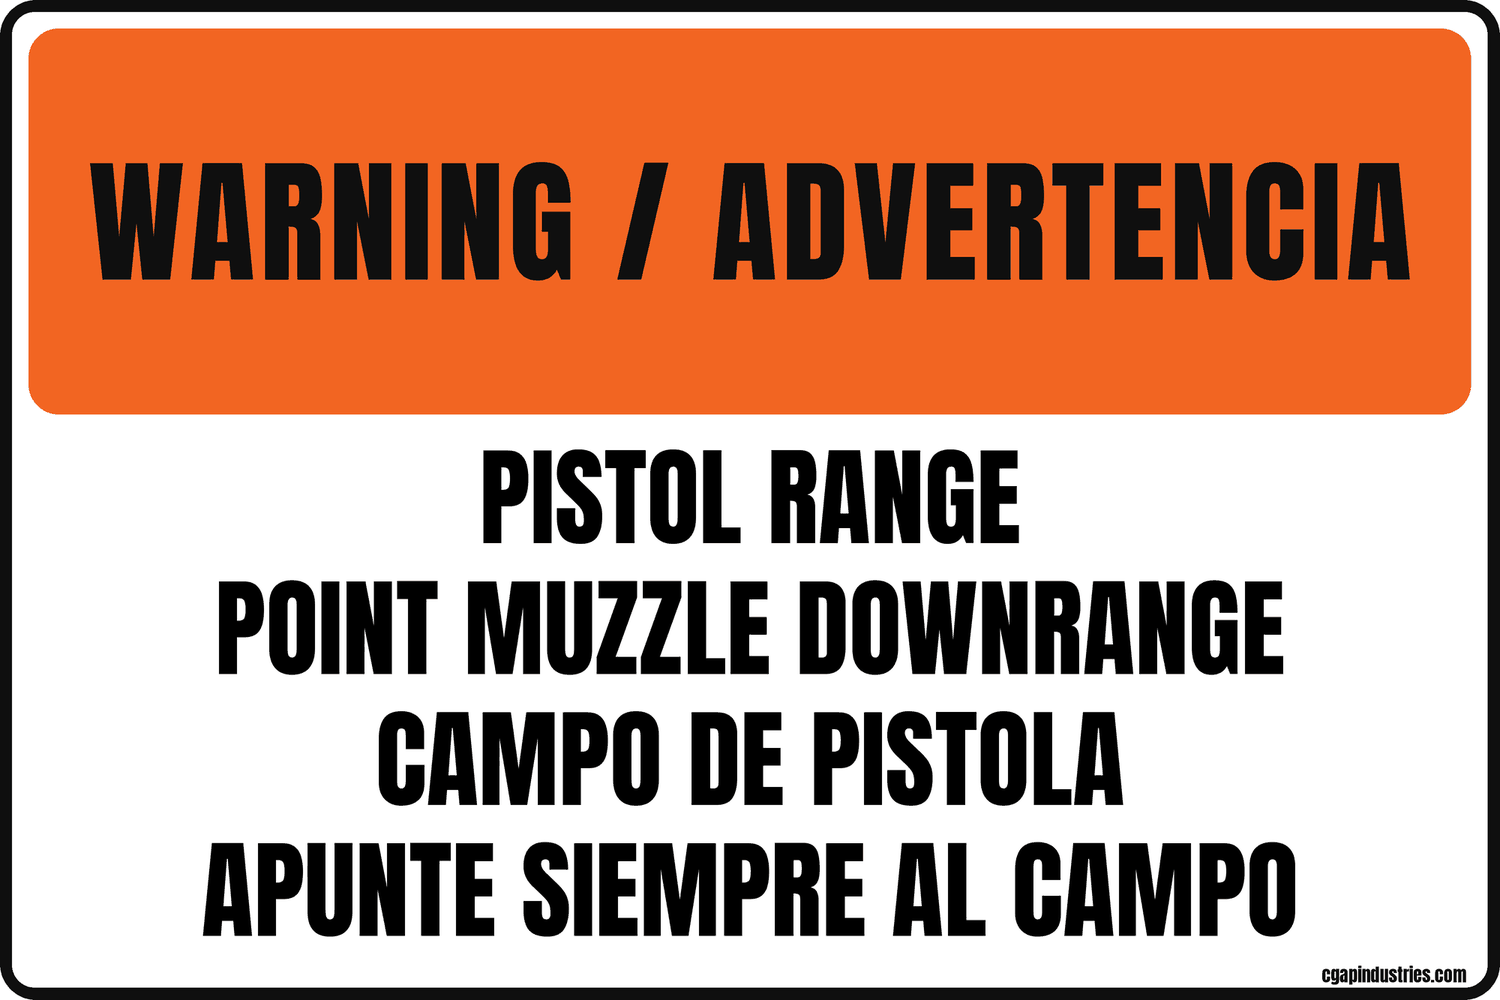 WARNING / ADVERTENCIA
PISTOL RANGE
POINT MUZZLE DOWNRANGE
CAMPO DE PISTOLA
APUNTE SIEMPRE AL CAMPO
cgapindustries.com